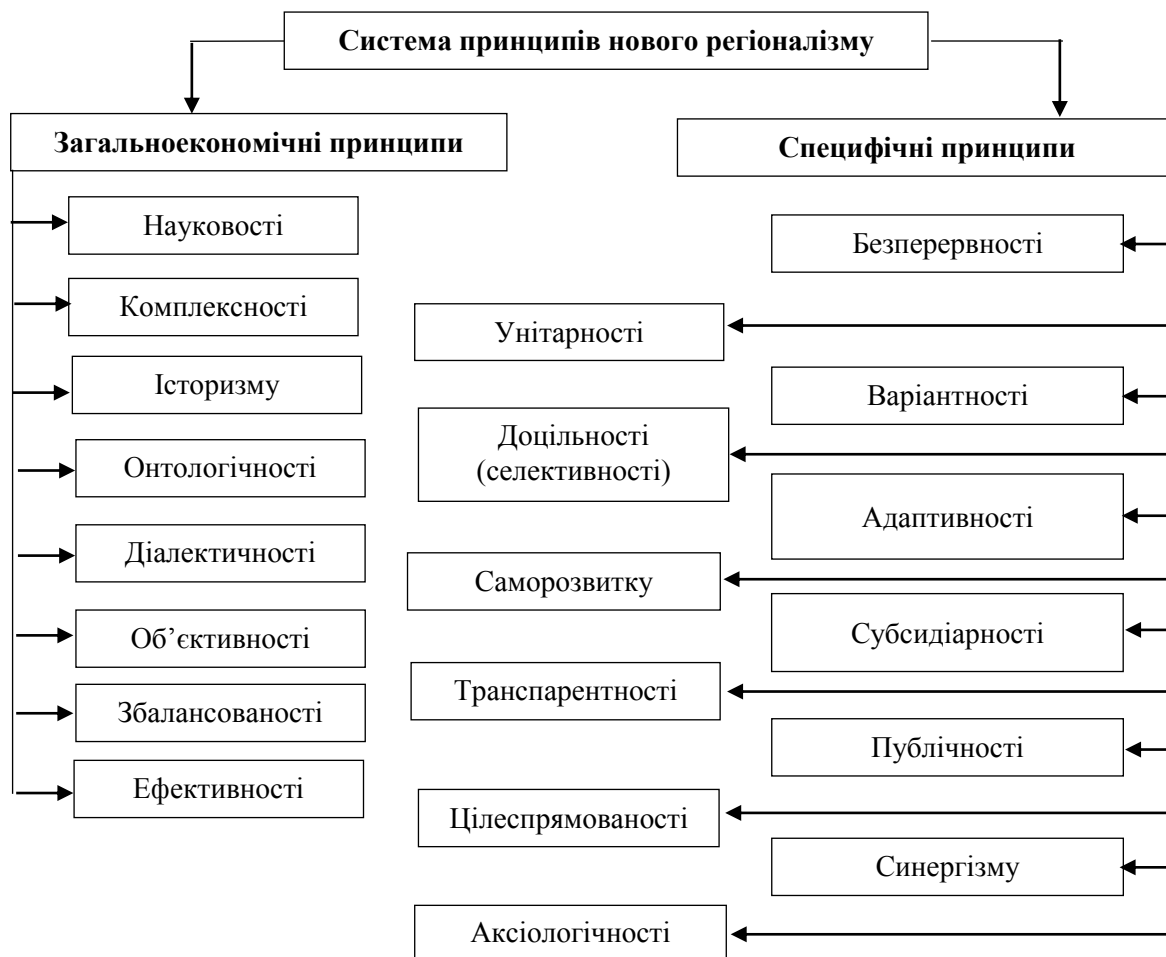 Система принципів нового регіоналізму
Загальноекономічні принципи
Специфічні принципи
Науковості
Комплексності
Історизму
Онтологічності
Діалектичності
Об’єктивності
Збалансованості
Ефективності
Безперервності
Унітарності
Варіантності
Доцільності
(селективності)
Адаптивності
Саморозвитку
Субсидіарності
Транспарентності
Публічності
Цілеспрямованості
Синергізму
Аксіологічності